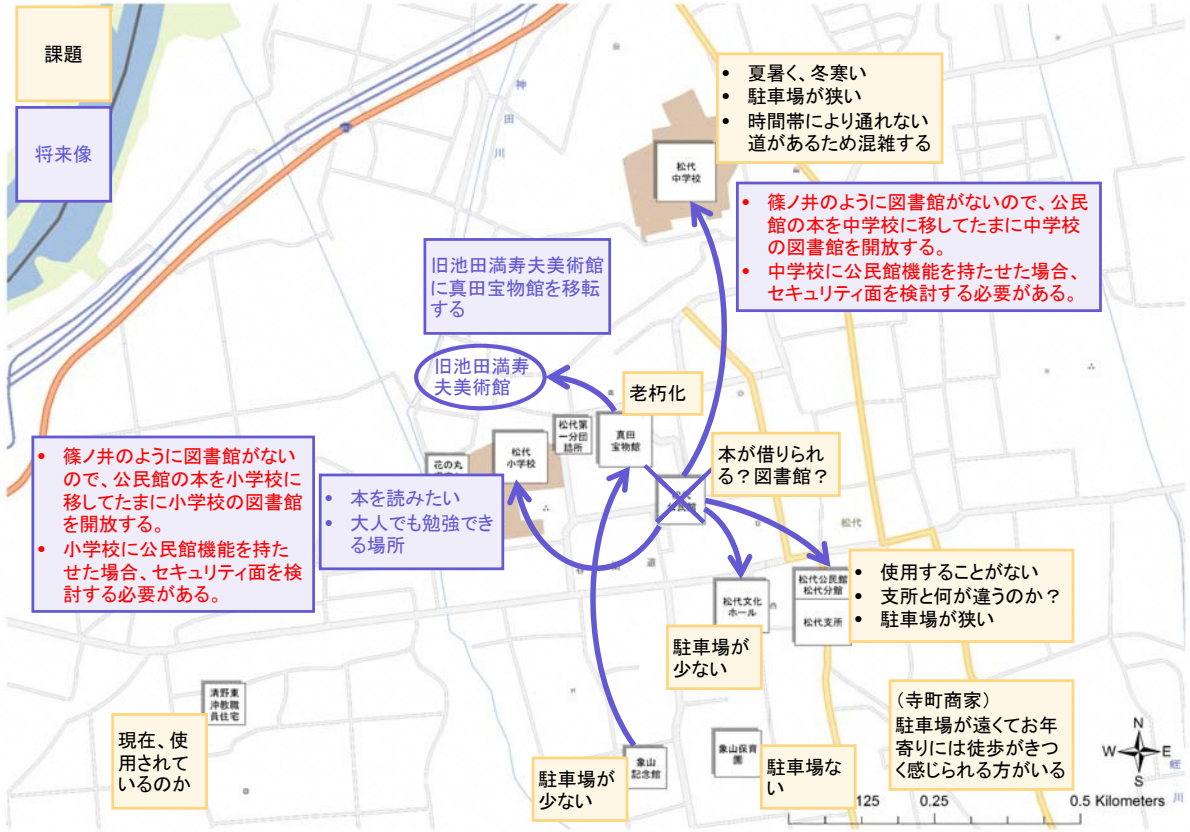 課題
将来像
神
田
川
• 夏暑く、冬寒い
• 駐車場が狭い
• 時間帯により通れない
道があるため混雑する
松代
中学校
• 篠ノ井のように図書館がないので、公民
館の本を中学校に移してたまに中学校
の図書館を開放する。
• 中学校に公民館機能を持たせた場合、
セキュリティ面を検討する必要がある。
旧池田満寿夫美術館
に真田宝物館を移転
する
旧池田満寿
夫美術館
老朽化
松代第
一分団
詰所
真田
宝物館
松代
小学校
花の丸
本が借りられ
る?図書館?
松代
公民館
• 篠ノ井のように図書館がない
ので、公民館の本を小学校に
移してたまに小学校の図書館
を開放する。
• 小学校に公民館機能を持た
せた場合、セキュリティ面を検
討する必要がある。
• 本を読みたい
• 大人でも勉強でき
る場所
松代
道
松代文化
ホール
松代公民館
松代分館
松代支所
• 使用することがない
• 支所と何が違うのか?
• 駐車場が狭い
駐車場が
少ない
清野東
沖教職
員住宅
現在、使
用されて
いるのか
駐車場が
少ない
象山
記念館
象山保育
園
駐車場な
い
(寺町商家)
駐車場が遠くてお年
寄りには徒歩がきつ
く感じられる方がいる
N
W E
S
蛭
川
125 0.25 0.5 Kilometers